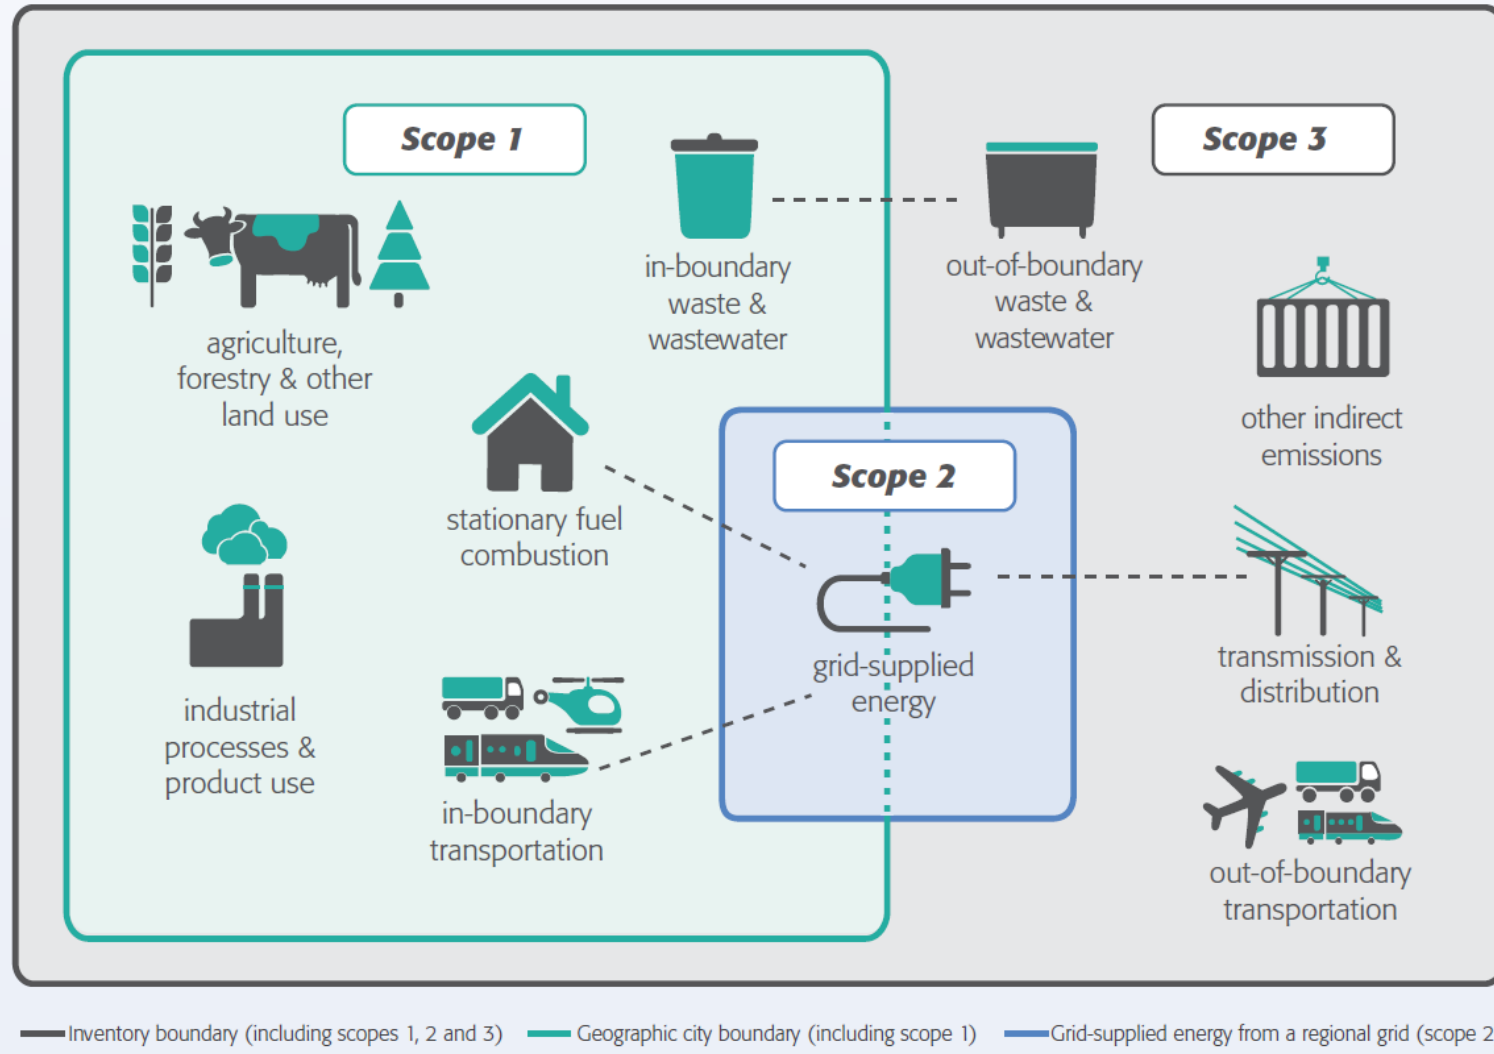 Scope 1
Scope 3
in-boundary
waste &
wastewater
out-of-boundary
waste &
wastewater
agriculture,
forestry & other
land use
other indirect
emissions
Scope 2
stationary fuel
combustion
grid-supplied
energy
transmission &
distribution
industrial
processes &
product use
in-boundary
transportation
out-of-boundary
transportation
Inventory boundary (including scopes 1, 2 and 3)
Geographic city boundary (including scope 1)
Grid-supplied energy from a regional grid (scope 2